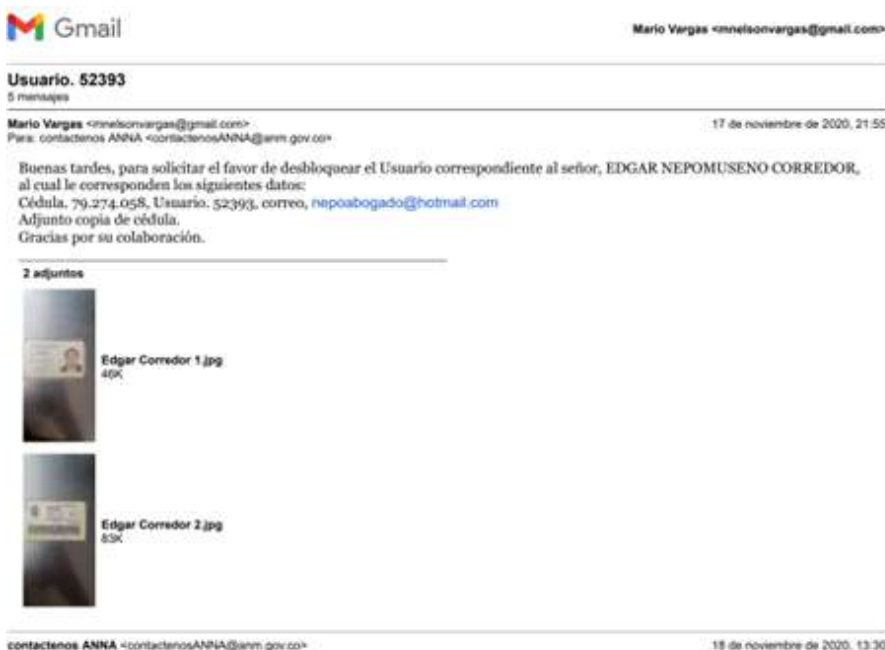 Gmail
Mario Vargas <mnelsonvargas@gmail.com>
Usuario. 52393
5 mensajes
Mario Vargas <mnelsonvargas@gmail.com>
17 de noviembre de 2020, 21:55
Para: contactenos ANNA <contactenosANNA@anm.gov.co>
Buenas tardes, para solicitar el favor de desbloquear el Usuario correspondiente al señor, EDGAR NEPOMUSENO CORREDOR,
al cual le corresponden los siguientes datos:
Cédula. 79.274.058, Usuario. 52393, correo, nepoabogado@hotmail.com
Adjunto copia de cédula.
Gracias por su colaboración.
2 adjuntos
Edgar Corredor 1.jpg
46K
Edgar Corredor 2.jpg
83K
contactenos ANNA <contactenosANNA@anm.gov.co>
18 de noviembre de 2020, 13:30